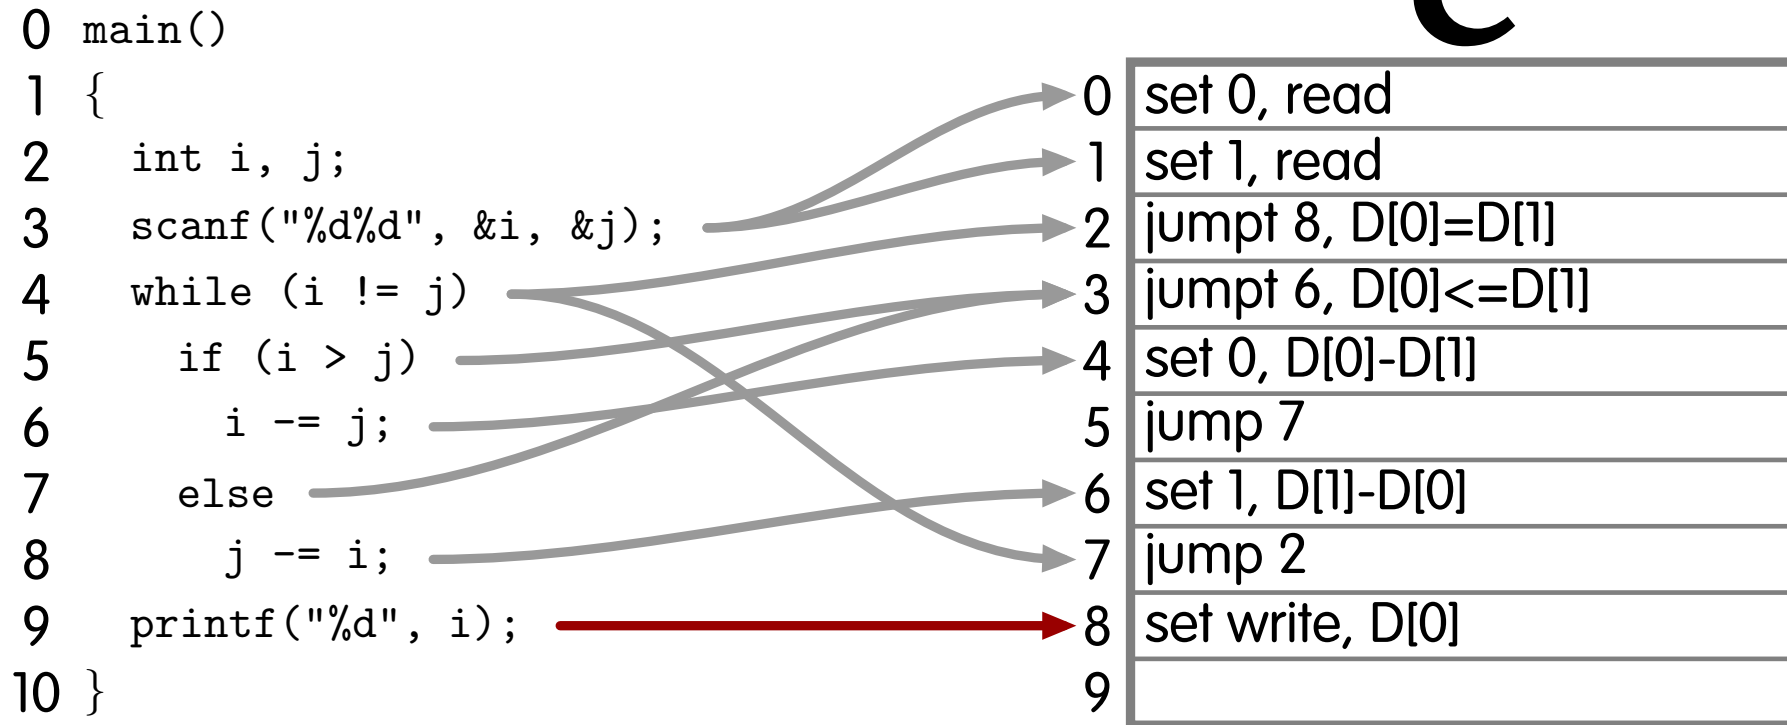 C
0 main()
1 {
2 int i, j;
3 scanf("%d%d", &i, &j);
4 while (i != j)
5 if (i > j)
6 i -= j;
7 else
8 j -= i;
9 printf("%d", i);
10 }
0 set 0, read
1 set 1, read
2 jumpt 8, D[0]=D[1]
3 jumpt 6, D[0]<=D[1]
4 set 0, D[0]-D[1]
5 jump 7
6 set 1, D[1]-D[0]
7 jump 2
8 set write, D[0]
9